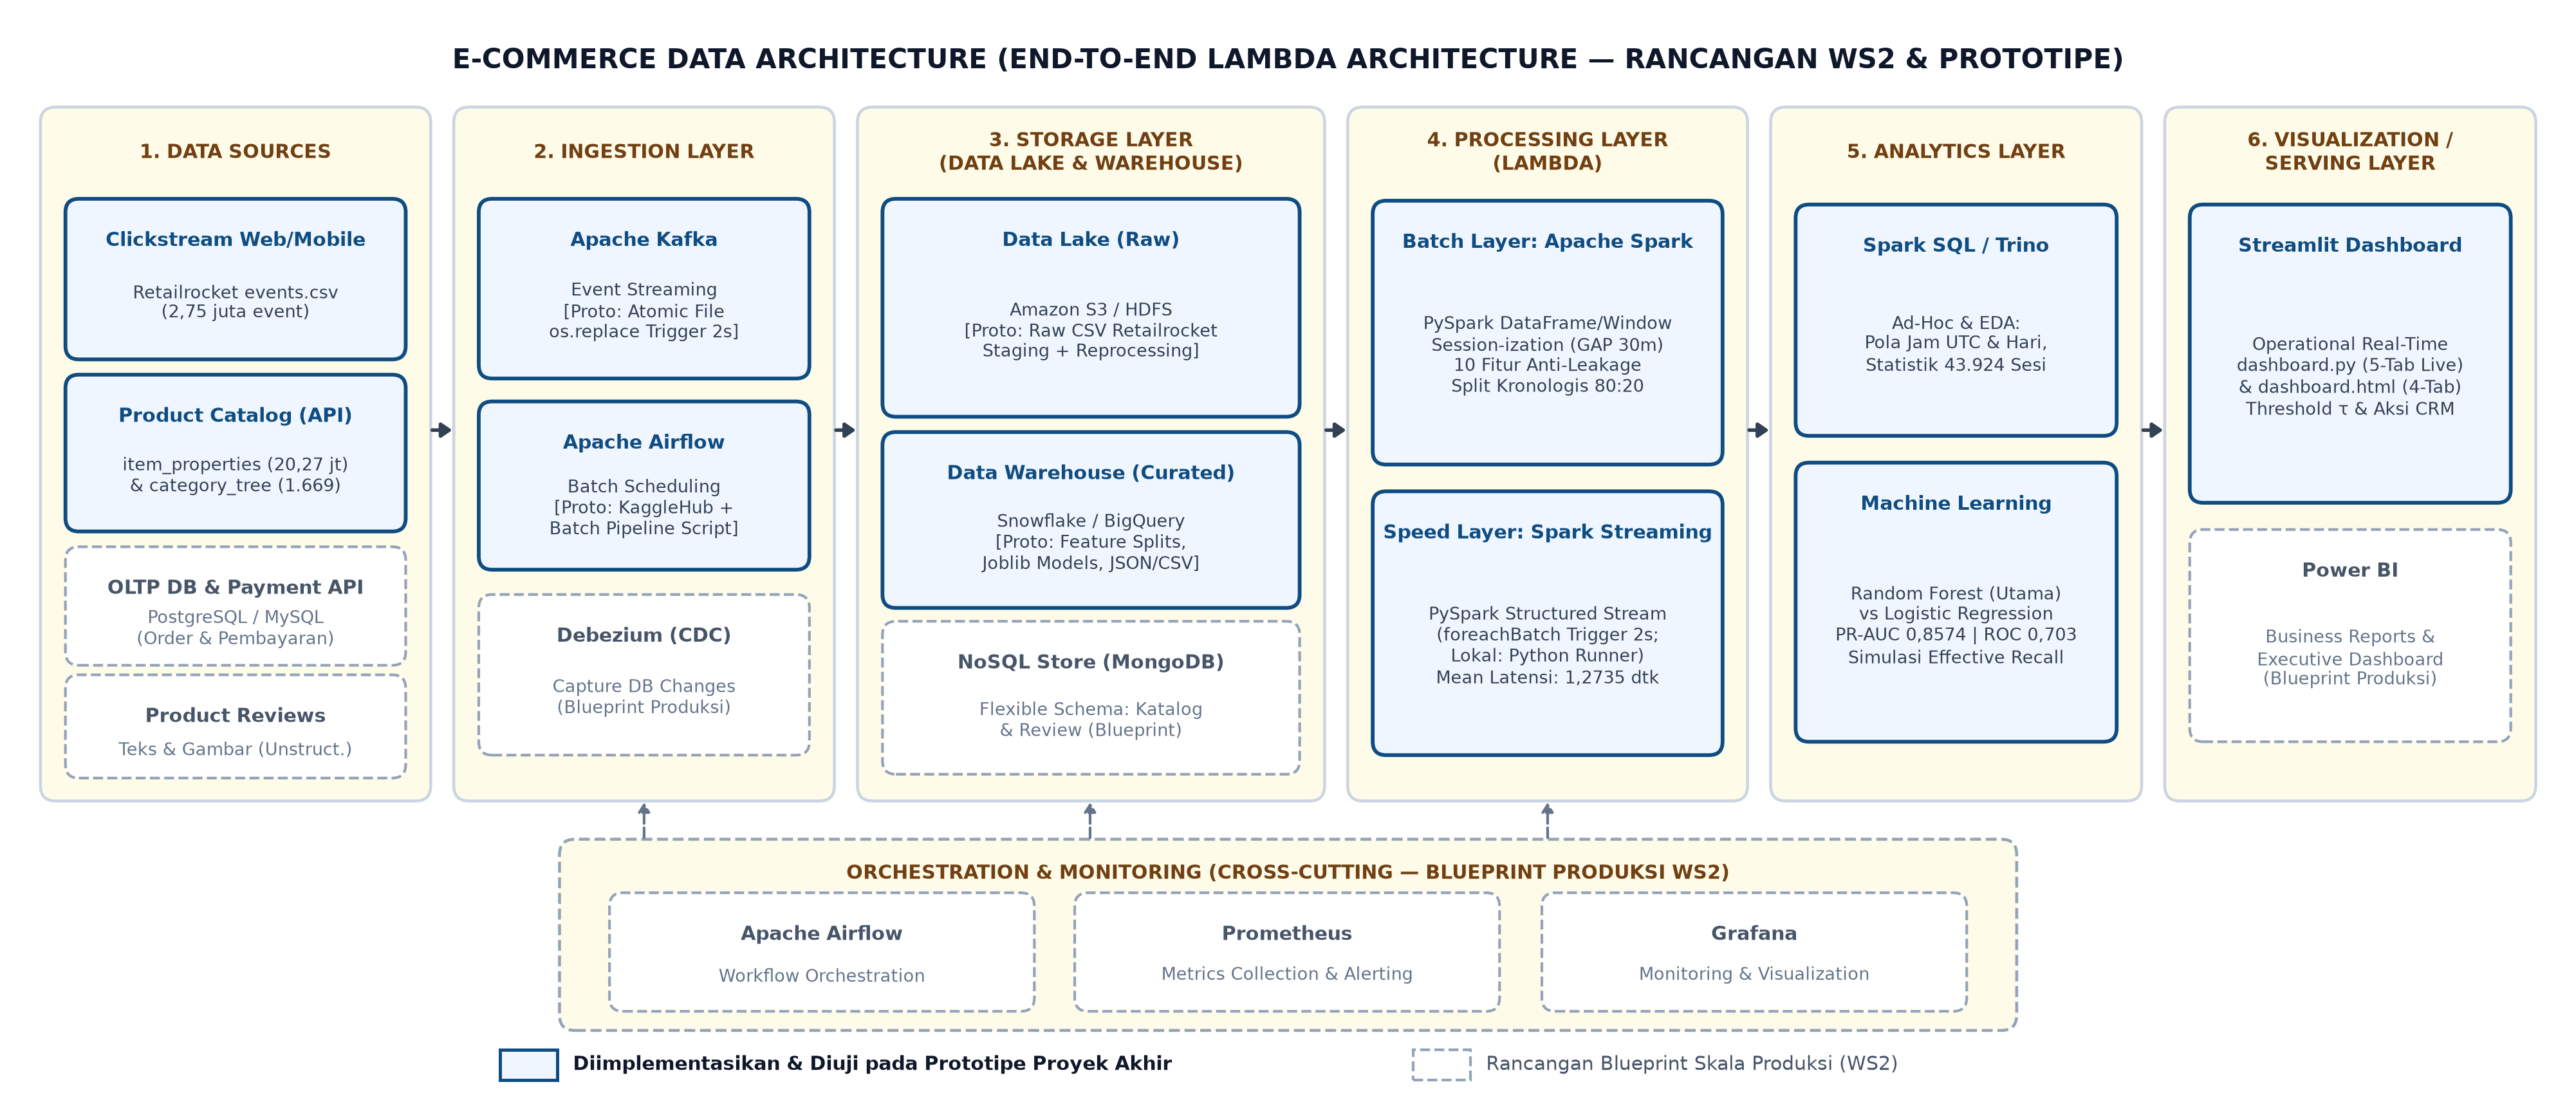 E-COMMERCE DATA ARCHITECTURE (END-TO-END LAMBDA ARCHITECTURE — RANCANGAN WS2 & PROTOTIPE)
1. DATA SOURCES
Clickstream Web/Mobile
Retailrocket events.csv
(2,75 juta event)
Product Catalog (API)
item_properties (20,27 jt)
& category_tree (1.669)
OLTP DB & Payment API
PostgreSQL / MySQL
(Order & Pembayaran)
Product Reviews
Teks & Gambar (Unstruct.)
2. INGESTION LAYER
Apache Kafka
Event Streaming
[Proto: Atomic File
os.replace Trigger 2s]
Apache Airflow
Batch Scheduling
[Proto: KaggleHub +
Batch Pipeline Script]
Debezium (CDC)
Capture DB Changes
(Blueprint Produksi)
3. STORAGE LAYER
(DATA LAKE & WAREHOUSE)
Data Lake (Raw)
Amazon S3 / HDFS
[Proto: Raw CSV Retailrocket
Staging + Reprocessing]
Data Warehouse (Curated)
Snowflake / BigQuery
[Proto: Feature Splits,
Joblib Models, JSON/CSV]
NoSQL Store (MongoDB)
Flexible Schema: Katalog
& Review (Blueprint)
4. PROCESSING LAYER
(LAMBDA)
Batch Layer: Apache Spark
PySpark DataFrame/Window
Session-ization (GAP 30m)
10 Fitur Anti-Leakage
Split Kronologis 80:20
Speed Layer: Spark Streaming
PySpark Structured Stream
(foreachBatch Trigger 2s;
Lokal: Python Runner)
Mean Latensi: 1,2735 dtk
5. ANALYTICS LAYER
Spark SQL / Trino
Ad-Hoc & EDA:
Pola Jam UTC & Hari,
Statistik 43.924 Sesi
Machine Learning
Random Forest (Utama)
vs Logistic Regression
PR-AUC 0,8574 | ROC 0,703
Simulasi Effective Recall
6. VISUALIZATION /
SERVING LAYER
Streamlit Dashboard
Operational Real-Time
dashboard.py (5-Tab Live)
& dashboard.html (4-Tab)
Threshold τ & Aksi CRM
Power BI
Business Reports &
Executive Dashboard
(Blueprint Produksi)
ORCHESTRATION & MONITORING (CROSS-CUTTING — BLUEPRINT PRODUKSI WS2)
Apache Airflow
Workflow Orchestration
Prometheus
Metrics Collection & Alerting
Grafana
Monitoring & Visualization
Diimplementasikan & Diuji pada Prototipe Proyek Akhir
Rancangan Blueprint Skala Produksi (WS2)